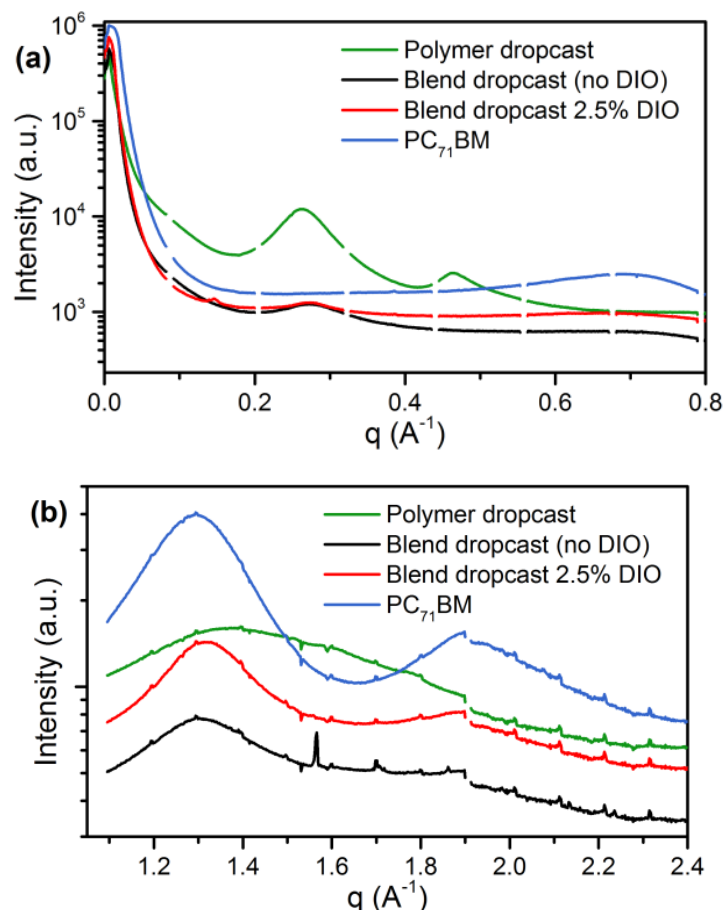 (a)
10^6
10^5
10^4
10^3
Intensity (a.u.)
Polymer dropcast
Blend dropcast (no DIO)
Blend dropcast 2.5% DIO
PC₇₁BM
0.0 0.2 0.4 0.6 0.8
q (A⁻¹)
(b)
Intensity (a.u.)
Polymer dropcast
Blend dropcast (no DIO)
Blend dropcast 2.5% DIO
PC₇₁BM
1.2 1.4 1.6 1.8 2.0 2.2 2.4
q (A⁻¹)